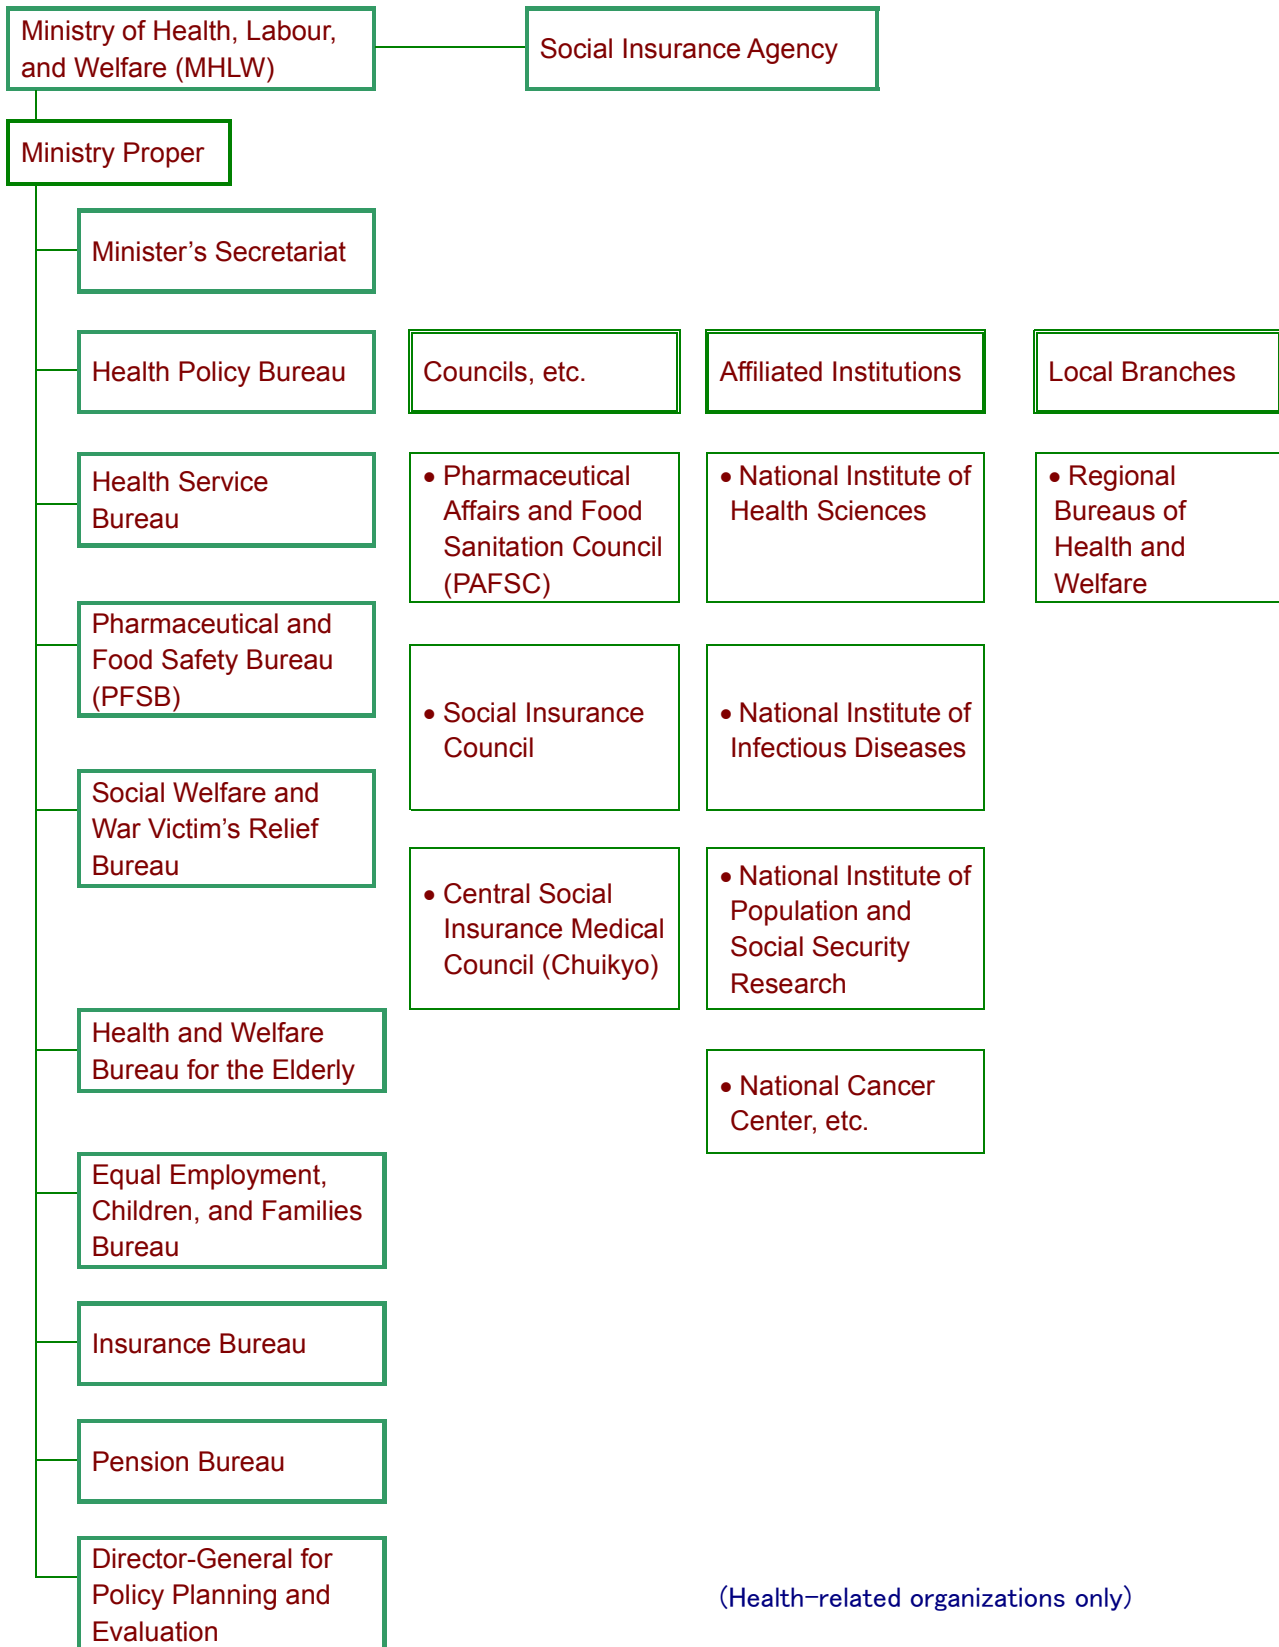 Ministry of Health, Labour,
and Welfare (MHLW)
Social Insurance Agency
Ministry Proper
Minister’s Secretariat
Health Policy Bureau
Health Service
Bureau
Pharmaceutical and
Food Safety Bureau
(PFSB)
Social Welfare and
War Victim’s Relief
Bureau
Health and Welfare
Bureau for the Elderly
Equal Employment,
Children, and Families
Bureau
Insurance Bureau
Pension Bureau
Director-General for
Policy Planning and
Evaluation
Councils, etc.
• Pharmaceutical
Affairs and Food
Sanitation Council
(PAFSC)
• Social Insurance
Council
• Central Social
Insurance Medical
Council (Chuikyo)
Affiliated Institutions
• National Institute of
Health Sciences
• National Institute of
Infectious Diseases
• National Institute of
Population and
Social Security
Research
• National Cancer
Center, etc.
Local Branches
• Regional
Bureaus of
Health and
Welfare
(Health-related organizations only)